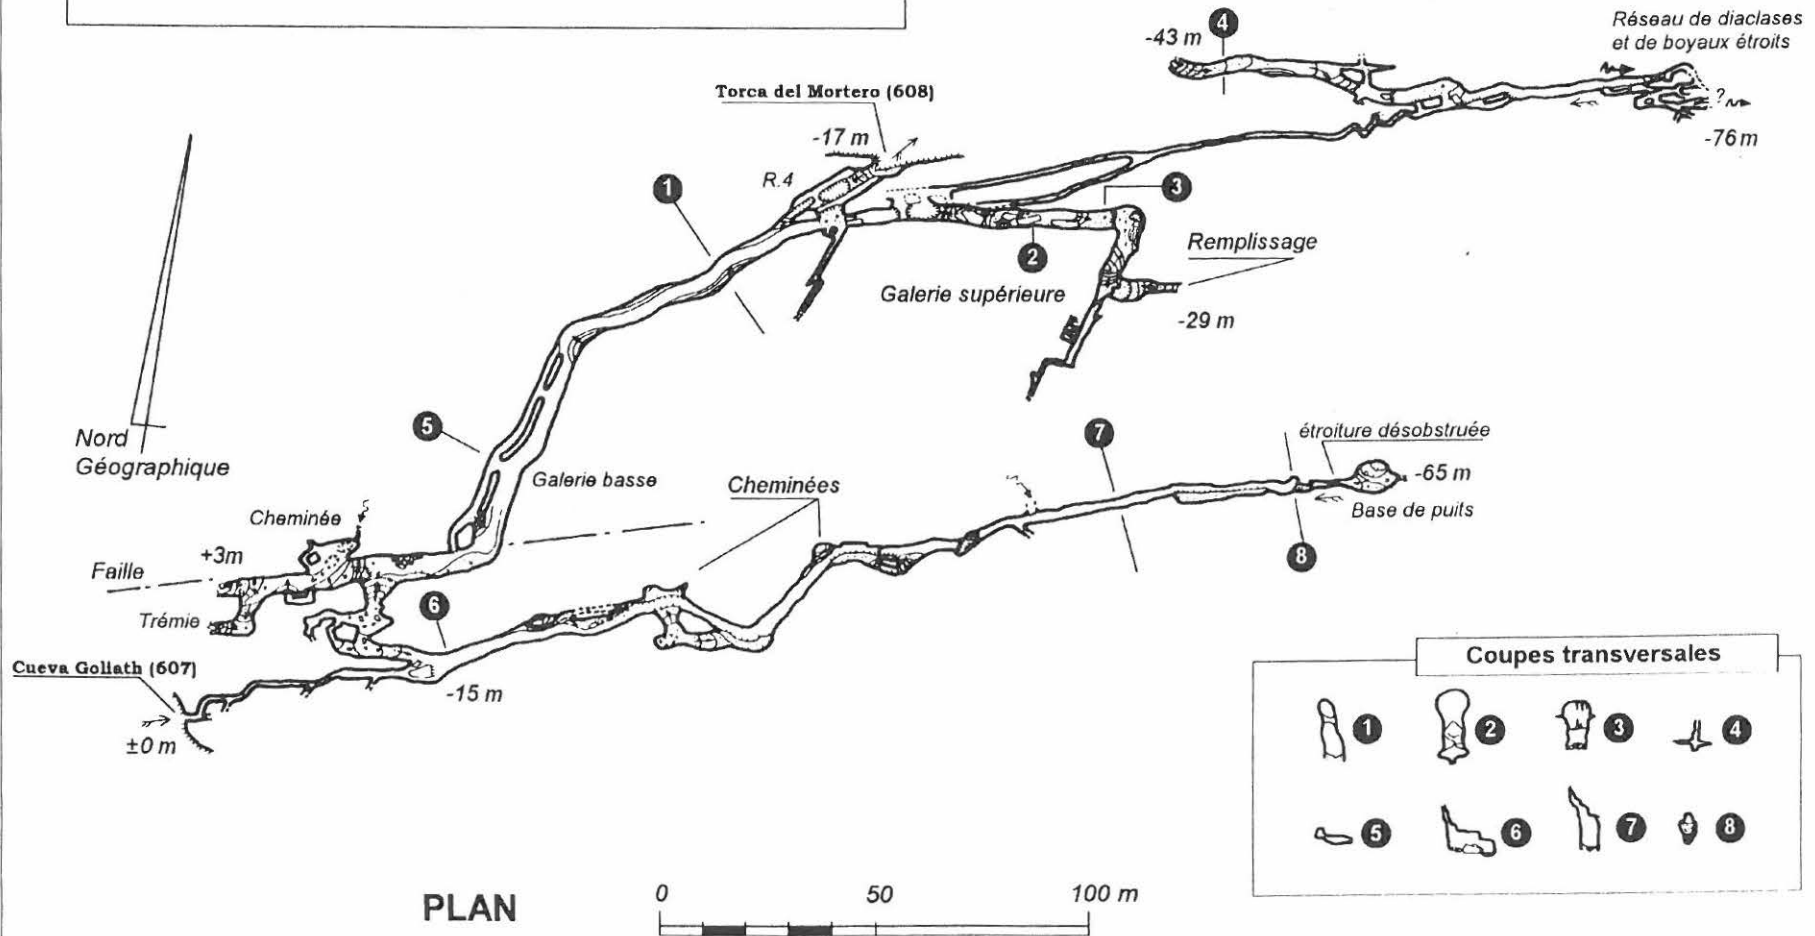 4
-43 m
Réseau de diaclases
et de boyaux étroits
Torca del Mortero (608)
?
-76 m
-17 m
1
R.4
3
2
Remplissage
Galerie supérieure
-29 m
5
7
étroiture désobstruée
Nord
Géographique
Galerie basse
Cheminées
-65 m
Base de puits
Cheminée
+3m
8
Faille
6
Trémie
Cueva Goliath (607)
-15 m
±0 m
Coupes transversales
1
2
3
4
5
6
7
8
PLAN
0
50
100 m